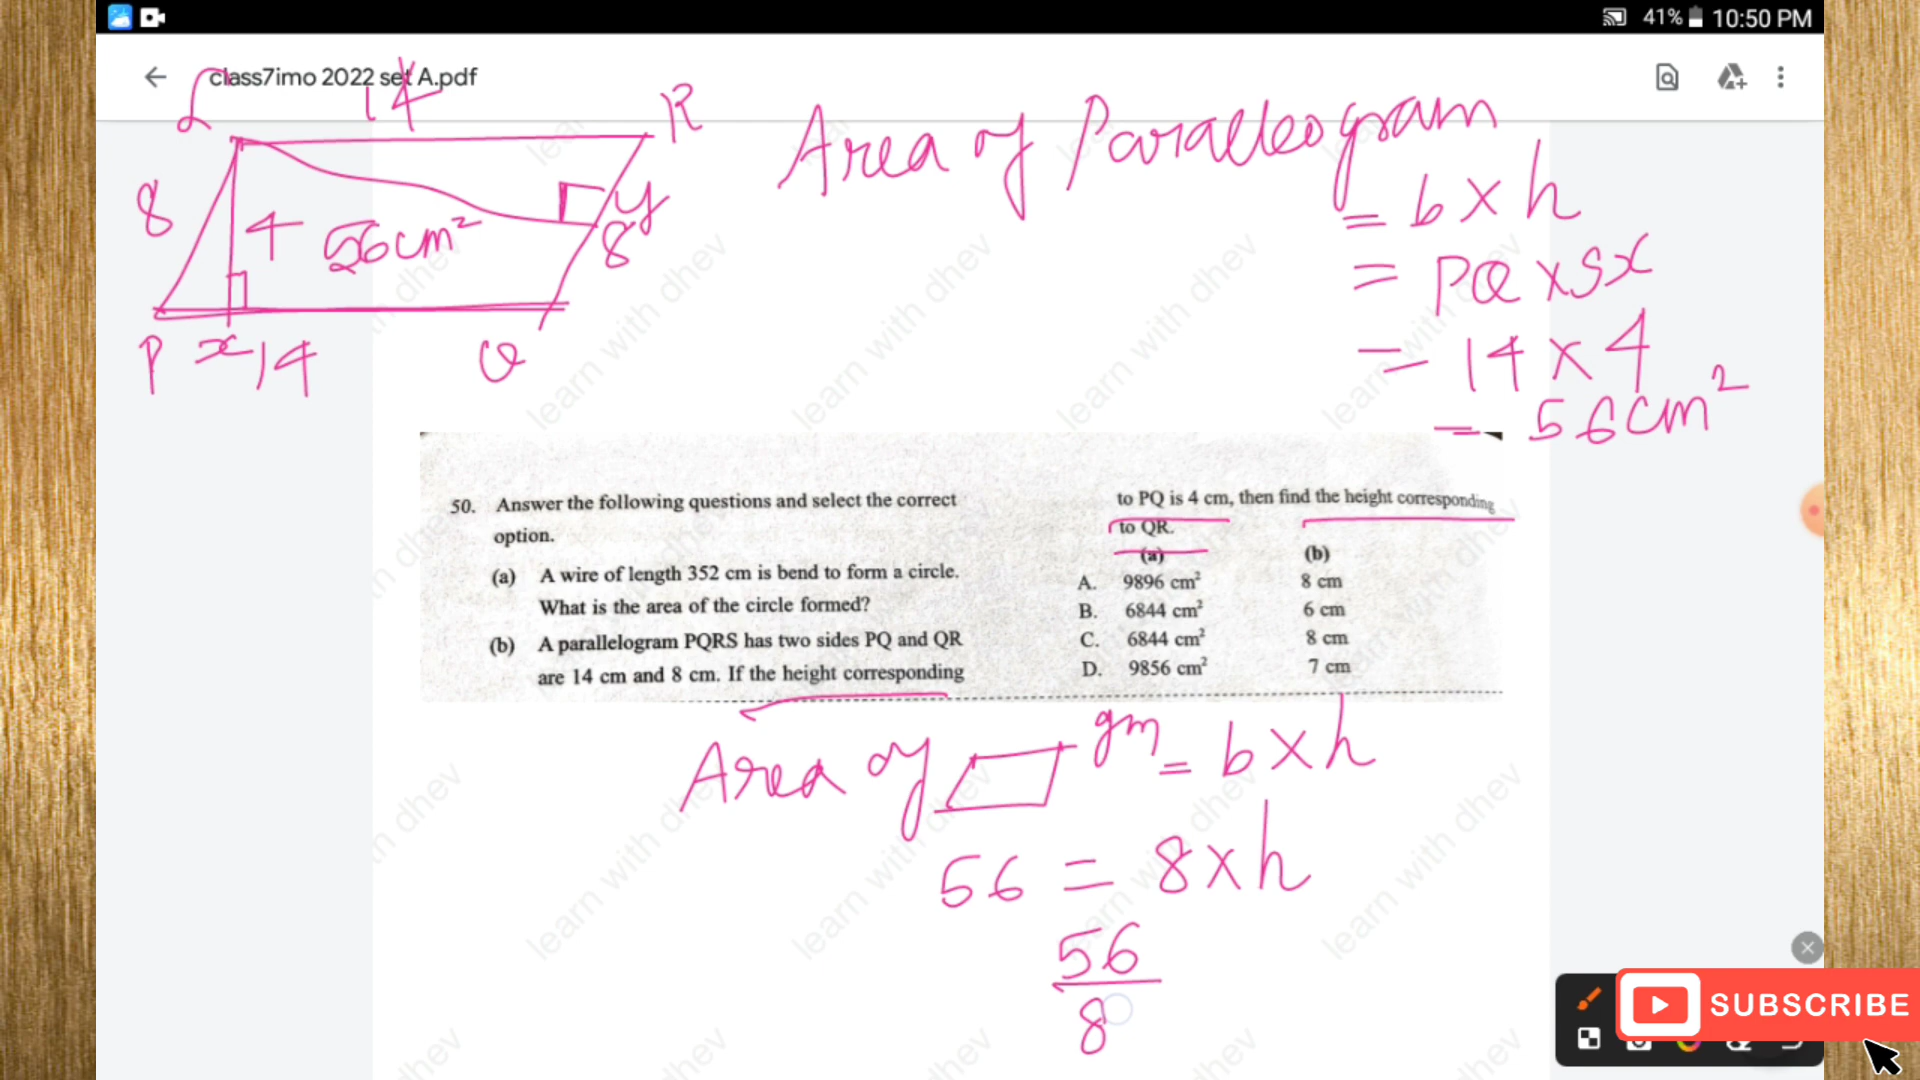 41% 10:50 PM
class7imo 2022 set A.pdf
14
R
8
4 56cm²
y
8
P x 14 Q
Area of Paralleogram
= b x h
= PQ x Sx
= 14 x 4
= 56cm²
50. Answer the following questions and select the correct
option.
(a) A wire of length 352 cm is bend to form a circle.
What is the area of the circle formed?
(b) A parallelogram PQRS has two sides PQ and QR
are 14 cm and 8 cm. If the height corresponding
to PQ is 4 cm, then find the height corresponding
to QR.
(a) (b)
A. 9896 cm² 8 cm
B. 6844 cm² 6 cm
C. 6844 cm² 8 cm
D. 9856 cm² 7 cm
Area of gm = b x h
56 = 8 x h
56
8
learn with dhev
SUBSCRIBE